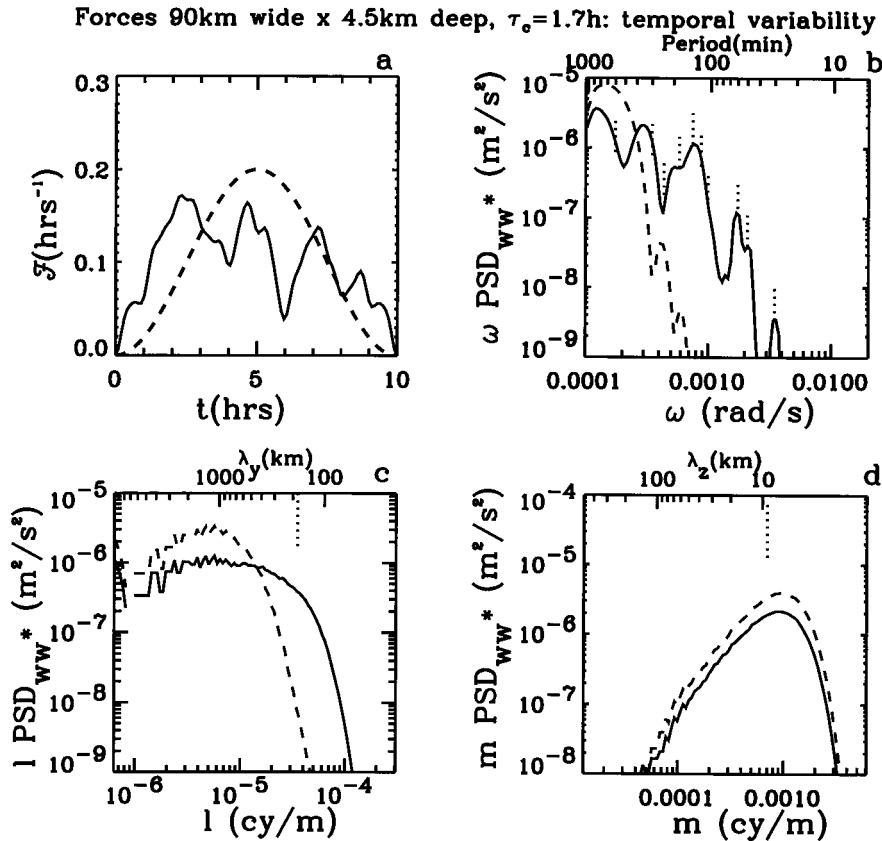 Forces 90km wide x 4.5km deep, τc=1.7h: temporal variability
a
0.3
0.2
0.1
0.0
ℱ(hrs⁻¹)
0 5 10
t(hrs)
Period(min)
1000 100 10 b
10⁻⁵
10⁻⁶
10⁻⁷
10⁻⁸
10⁻⁹
ω PSDww* (m²/s²)
0.0001 0.0010 0.0100
ω (rad/s)
λy(km)
1000 100 c
10⁻⁵
10⁻⁶
10⁻⁷
10⁻⁸
10⁻⁹
l PSDww* (m²/s²)
10⁻⁶ 10⁻⁵ 10⁻⁴
l (cy/m)
λz(km)
100 10 d
10⁻⁴
10⁻⁵
10⁻⁶
10⁻⁷
10⁻⁸
m PSDww* (m²/s²)
0.0001 0.0010
m (cy/m)